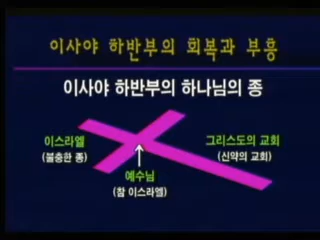 이사야 하반부의 회복과 부흥
이사야 하반부의 하나님의 종
이스라엘
(불충한 종)
그리스도의 교회
(신약의 교회)
예수님
(참 이스라엘)